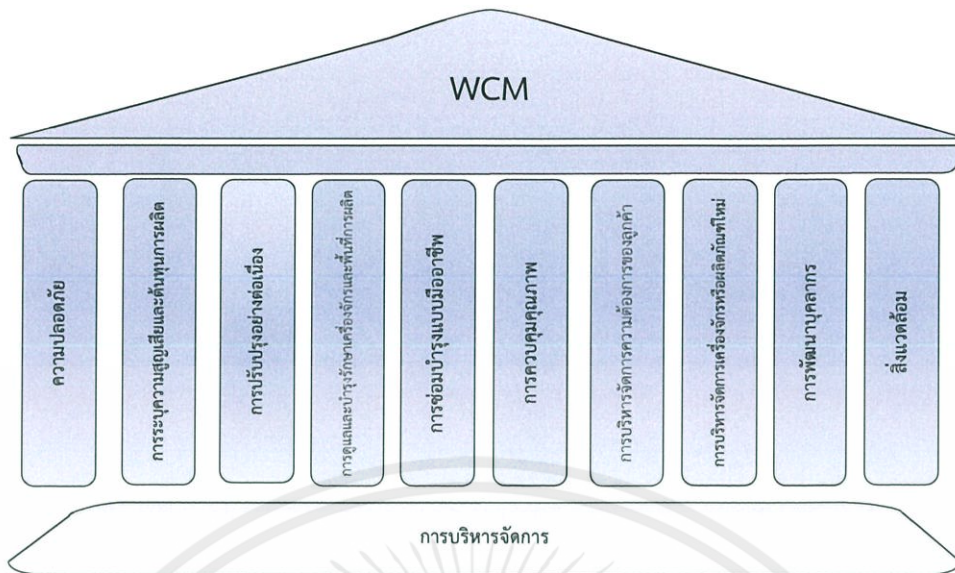 WCM
ความปลอดภัย
การระบุความสูญเสียและต้นทุนการผลิต
การปรับปรุงอย่างต่อเนื่อง
การดูแลและบำรุงรักษาเครื่องจักรและพื้นที่การผลิต
การซ่อมบำรุงแบบมืออาชีพ
การควบคุมคุณภาพ
การบริหารจัดการความต้องการของลูกค้า
การบริหารจัดการเครื่องจักรหรือผลิตภัณฑ์ใหม่
การพัฒนาบุคลากร
สิ่งแวดล้อม
การบริหารจัดการ